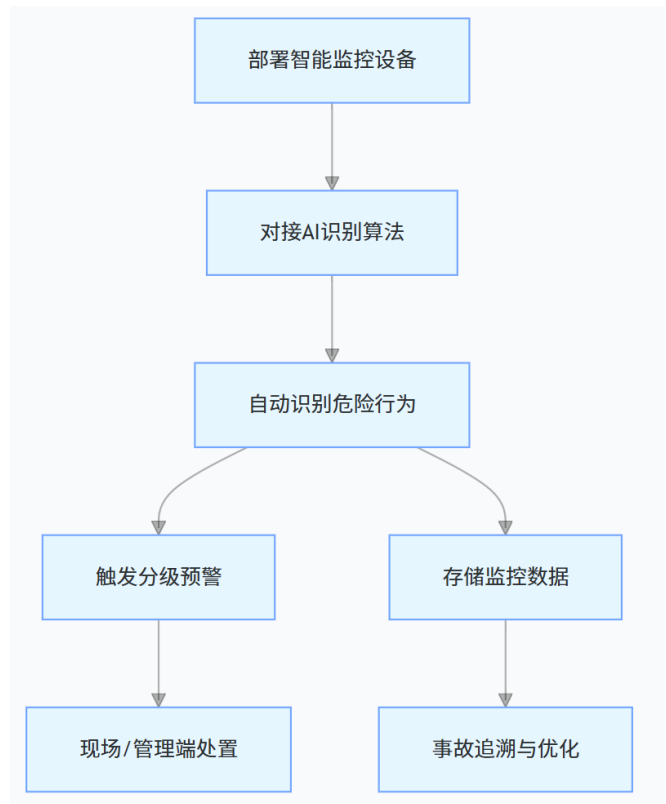 部署智能监控设备
对接AI识别算法
自动识别危险行为
触发分级预警
存储监控数据
现场/管理端处置
事故追溯与优化